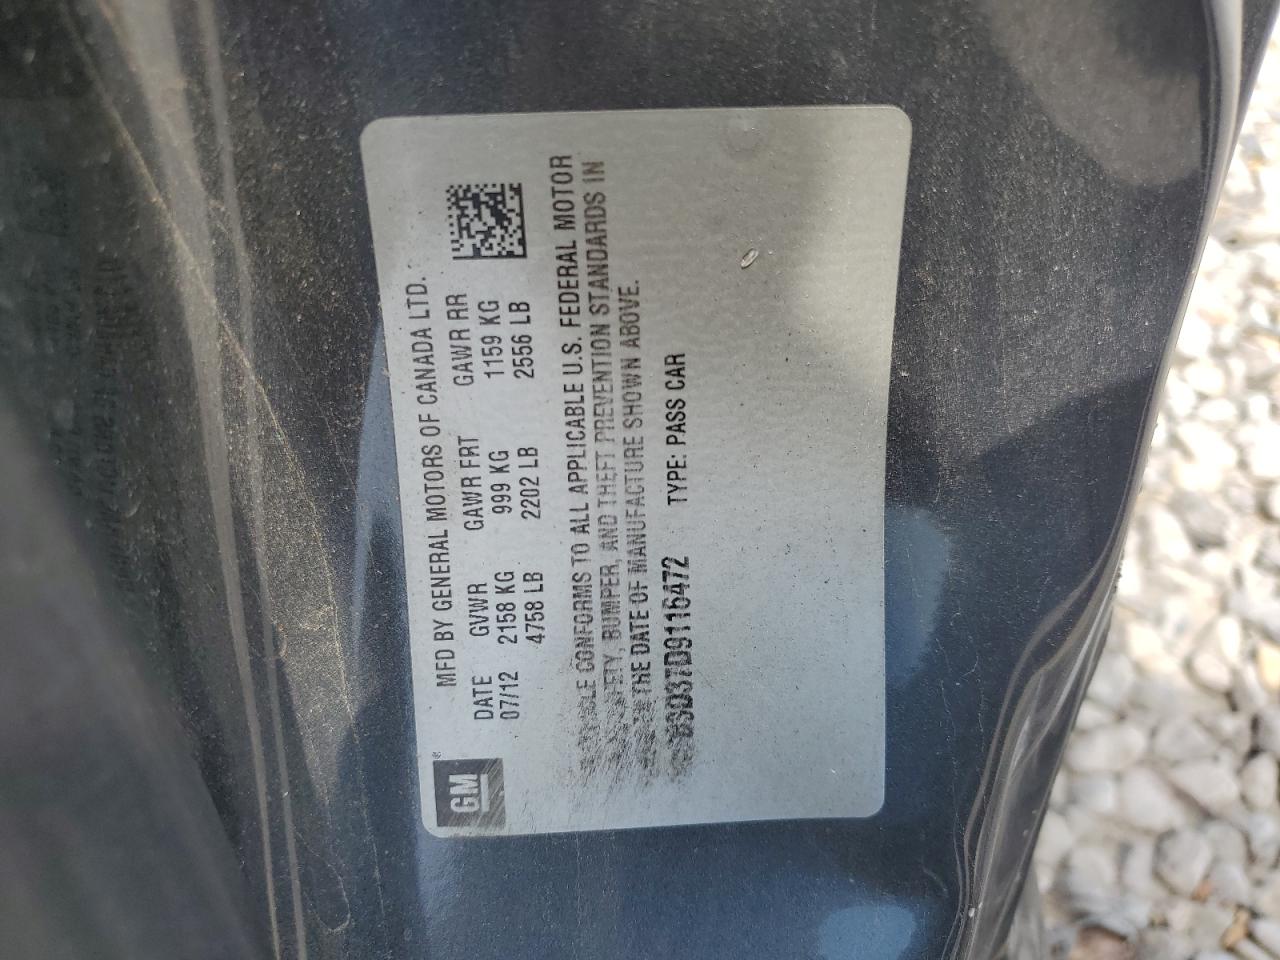 GM
MFD BY GENERAL MOTORS OF CANADA LTD.
DATE GVWR GAWR FRT GAWR RR
07/12 2158 KG 999 KG 1159 KG
4758 LB 2202 LB 2556 LB
CONFORMS TO ALL APPLICABLE U.S. FEDERAL MOTOR
BUMPER, AND THEFT PREVENTION STANDARDS IN
THE DATE OF MANUFACTURE SHOWN ABOVE.
TYPE: PASS CAR